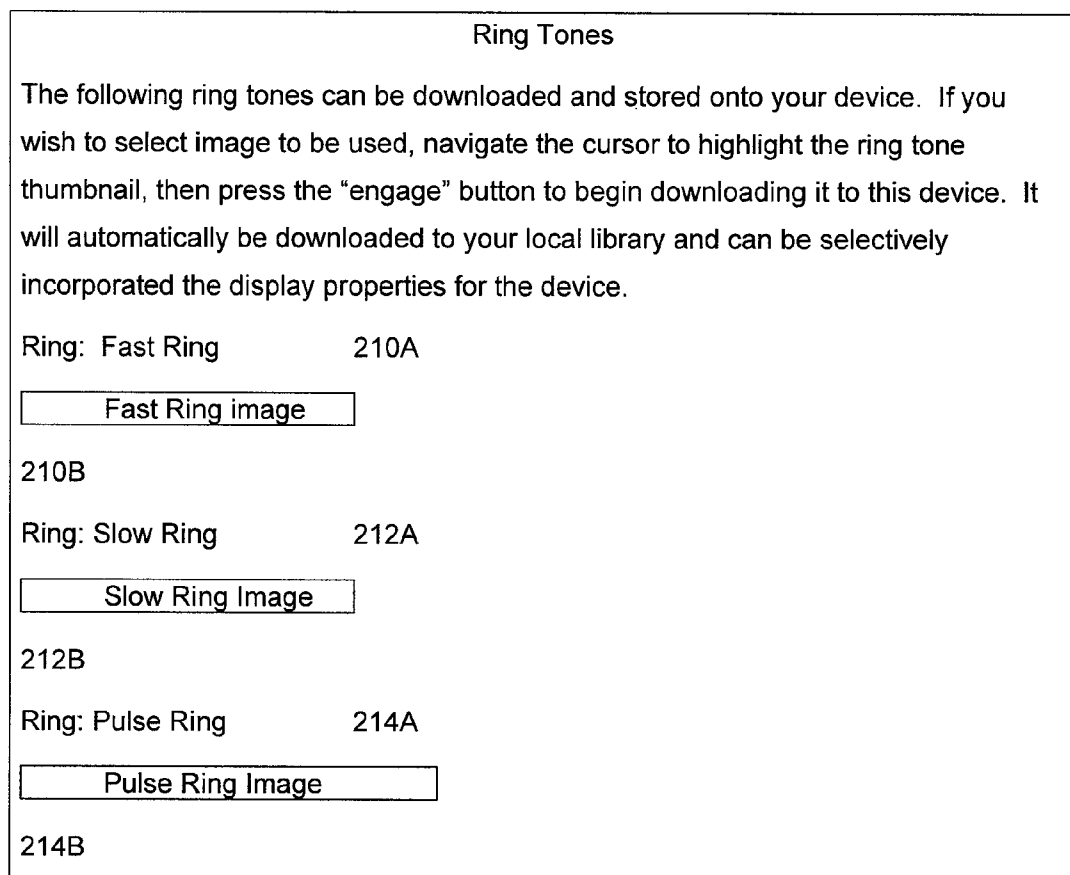 Ring Tones
The following ring tones can be downloaded and stored onto your device. If you
wish to select image to be used, navigate the cursor to highlight the ring tone
thumbnail, then press the “engage” button to begin downloading it to this device. It
will automatically be downloaded to your local library and can be selectively
incorporated the display properties for the device.
Ring: Fast Ring 210A
Fast Ring image
210B
Ring: Slow Ring 212A
Slow Ring Image
212B
Ring: Pulse Ring 214A
Pulse Ring Image
214B